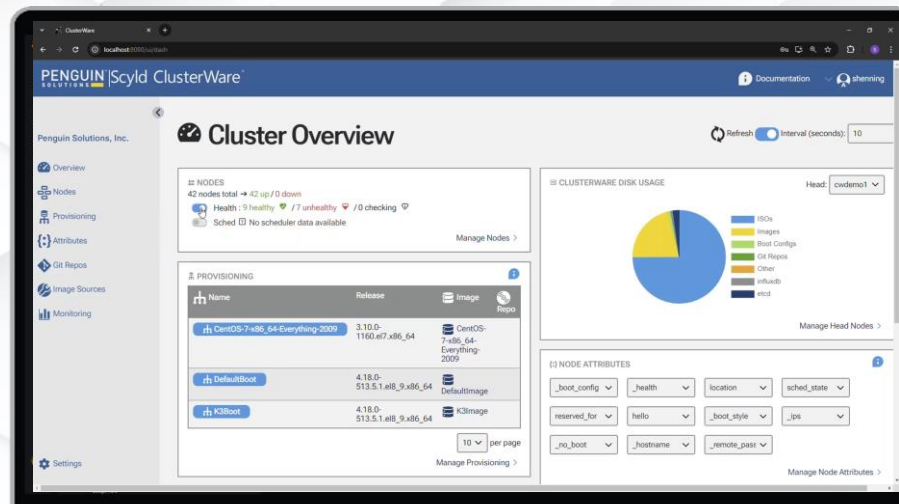 ClusterWare
localhost:8080/ui/dash
PENGUIN Scyld ClusterWare
SOLUTIONS
Documentation
shenning
Penguin Solutions, Inc.
Overview
Nodes
Provisioning
Attributes
Git Repos
Image Sources
Monitoring
Settings
Cluster Overview
Refresh
Interval (seconds):
10
NODES
42 nodes total → 42 up / 0 down
Health : 9 healthy / 7 unhealthy / 0 checking
Sched No scheduler data available
Manage Nodes >
PROVISIONING
Name Release Image Repo
CentOS-7-x86_64-Everything-2009 3.10.0- CentOS-
1160.el7.x86_64 7-x86_64-
Everything-
2009
DefaultBoot 4.18.0-
513.5.1.el8_9.x86_64 DefaultImage
K3Boot 4.18.0- K3Image
513.5.1.el8_9.x86_64
10 per page
Manage Provisioning >
CLUSTERWARE DISK USAGE
Head: cwdemo1
ISOs
Images
Boot Configs
Git Repos
Other
influxdb
etcd
Manage Head Nodes >
NODE ATTRIBUTES
_boot_config _health location sched_state
reserved_for hello _boot_style _ips
_no_boot _hostname _remote_pass
Manage Node Attributes >